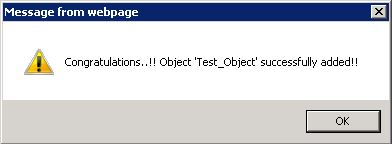 Message from webpage
Congratulations..!! Object 'Test_Object' successfully added!!
OK